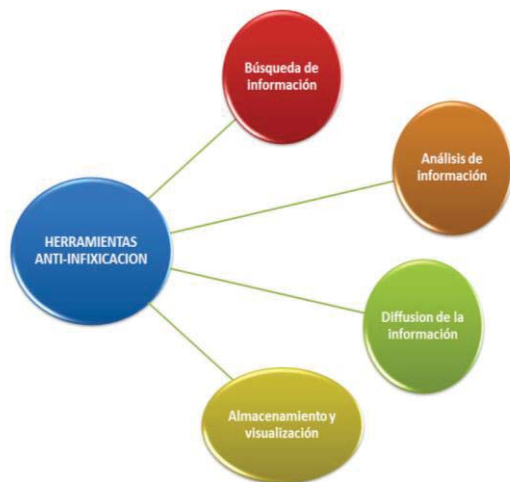 Búsqueda de
información
Análisis de
información
HERRAMIENTAS
ANTI-INFIXICACION
Diffusion de la
información
Almacenamiento y
visualización